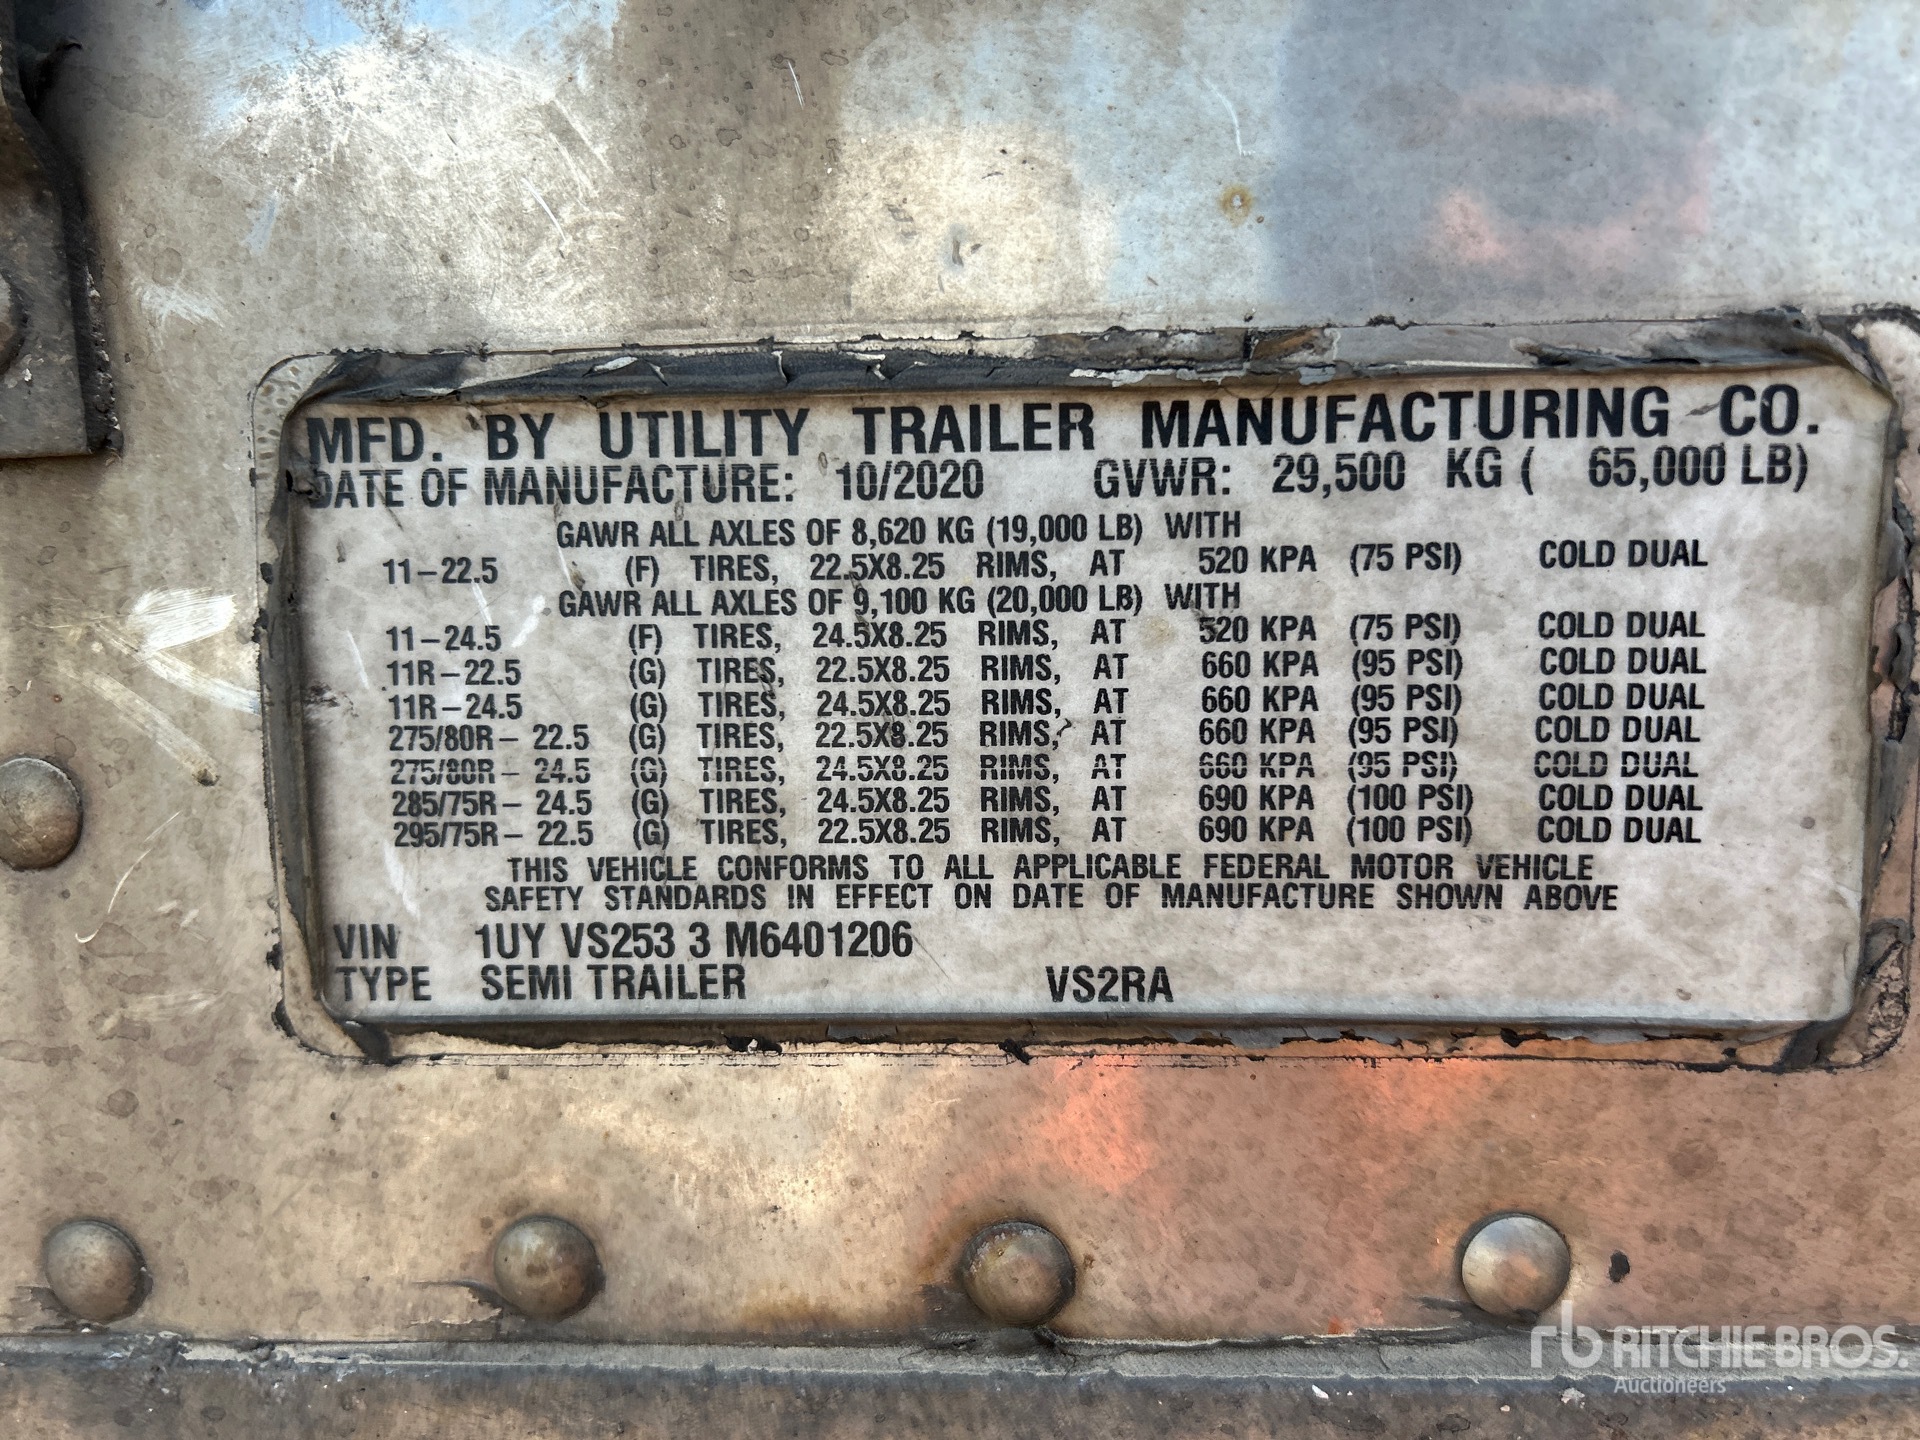 MFD. BY UTILITY TRAILER MANUFACTURING CO.
DATE OF MANUFACTURE: 10/2020 GVWR: 29,500 KG ( 65,000 LB)
GAWR ALL AXLES OF 8,620 KG (19,000 LB) WITH
11-22.5 (F) TIRES, 22.5X8.25 RIMS, AT 520 KPA (75 PSI) COLD DUAL
GAWR ALL AXLES OF 9,100 KG (20,000 LB) WITH
11-24.5 (F) TIRES, 24.5X8.25 RIMS, AT 520 KPA (75 PSI) COLD DUAL
11R-22.5 (G) TIRES, 22.5X8.25 RIMS, AT 660 KPA (95 PSI) COLD DUAL
11R-24.5 (G) TIRES, 24.5X8.25 RIMS, AT 660 KPA (95 PSI) COLD DUAL
275/80R- 22.5 (G) TIRES, 22.5X8.25 RIMS, AT 660 KPA (95 PSI) COLD DUAL
275/80R- 24.5 (G) TIRES, 24.5X8.25 RIMS, AT 660 KPA (95 PSI) COLD DUAL
285/75R- 24.5 (G) TIRES, 24.5X8.25 RIMS, AT 690 KPA (100 PSI) COLD DUAL
295/75R- 22.5 (G) TIRES, 22.5X8.25 RIMS, AT 690 KPA (100 PSI) COLD DUAL
THIS VEHICLE CONFORMS TO ALL APPLICABLE FEDERAL MOTOR VEHICLE
SAFETY STANDARDS IN EFFECT ON DATE OF MANUFACTURE SHOWN ABOVE
VIN 1UY VS253 3 M6401206
TYPE SEMI TRAILER VS2RA
rb RITCHIE BROS.
Auctioneers